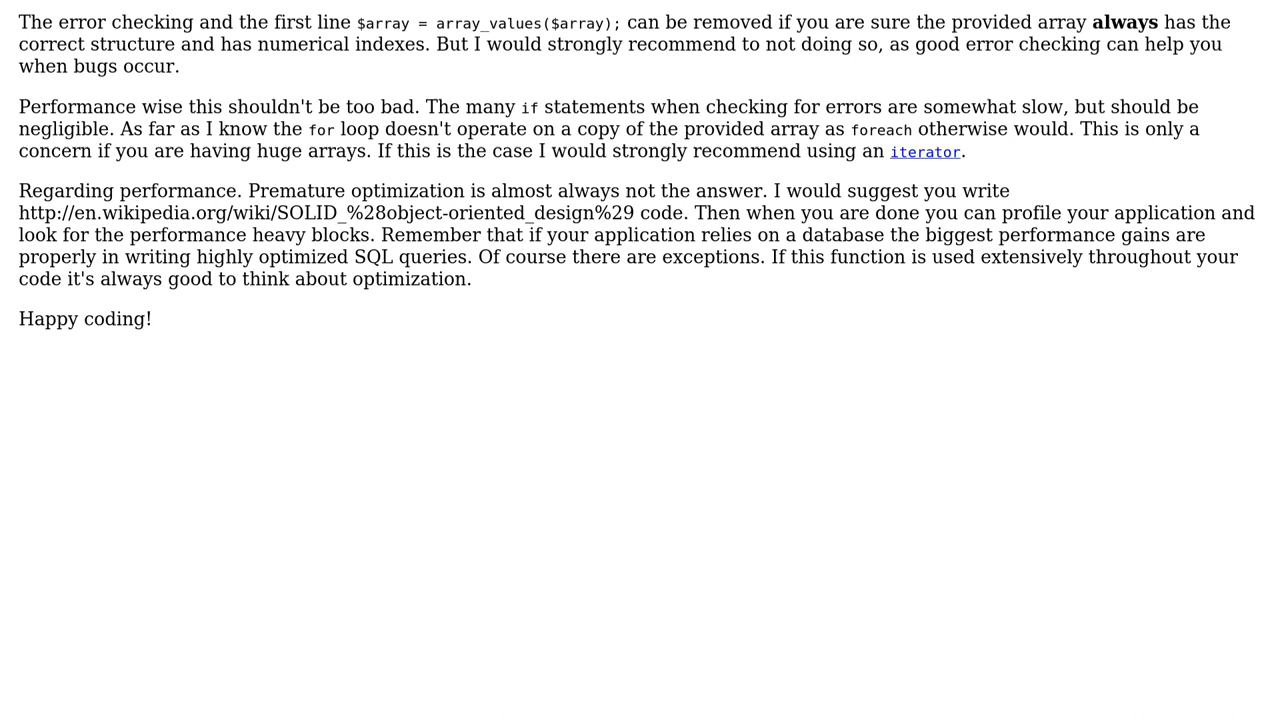 The error checking and the first line $array = array_values($array); can be removed if you are sure the provided array always has the
correct structure and has numerical indexes. But I would strongly recommend to not doing so, as good error checking can help you
when bugs occur.
Performance wise this shouldn't be too bad. The many if statements when checking for errors are somewhat slow, but should be
negligible. As far as I know the for loop doesn't operate on a copy of the provided array as foreach otherwise would. This is only a
concern if you are having huge arrays. If this is the case I would strongly recommend using an iterator.
Regarding performance. Premature optimization is almost always not the answer. I would suggest you write
http://en.wikipedia.org/wiki/SOLID_%28object-oriented_design%29 code. Then when you are done you can profile your application and
look for the performance heavy blocks. Remember that if your application relies on a database the biggest performance gains are
properly in writing highly optimized SQL queries. Of course there are exceptions. If this function is used extensively throughout your
code it's always good to think about optimization.
Happy coding!